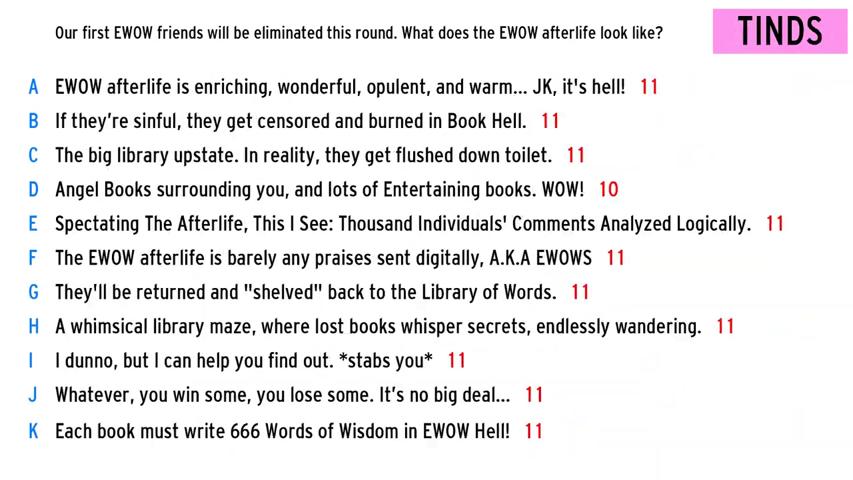 Our first EWOW friends will be eliminated this round. What does the EWOW afterlife look like?
TINDS
A EWOW afterlife is enriching, wonderful, opulent, and warm... JK, it's hell! 11
B If they’re sinful, they get censored and burned in Book Hell. 11
C The big library upstate. In reality, they get flushed down toilet. 11
D Angel Books surrounding you, and lots of Entertaining books. WOW! 10
E Spectating The Afterlife, This I See: Thousand Individuals' Comments Analyzed Logically. 11
F The EWOW afterlife is barely any praises sent digitally, A.K.A EWOWS 11
G They'll be returned and "shelved" back to the Library of Words. 11
H A whimsical library maze, where lost books whisper secrets, endlessly wandering. 11
I I dunno, but I can help you find out. *stabs you* 11
J Whatever, you win some, you lose some. It’s no big deal... 11
K Each book must write 666 Words of Wisdom in EWOW Hell! 11